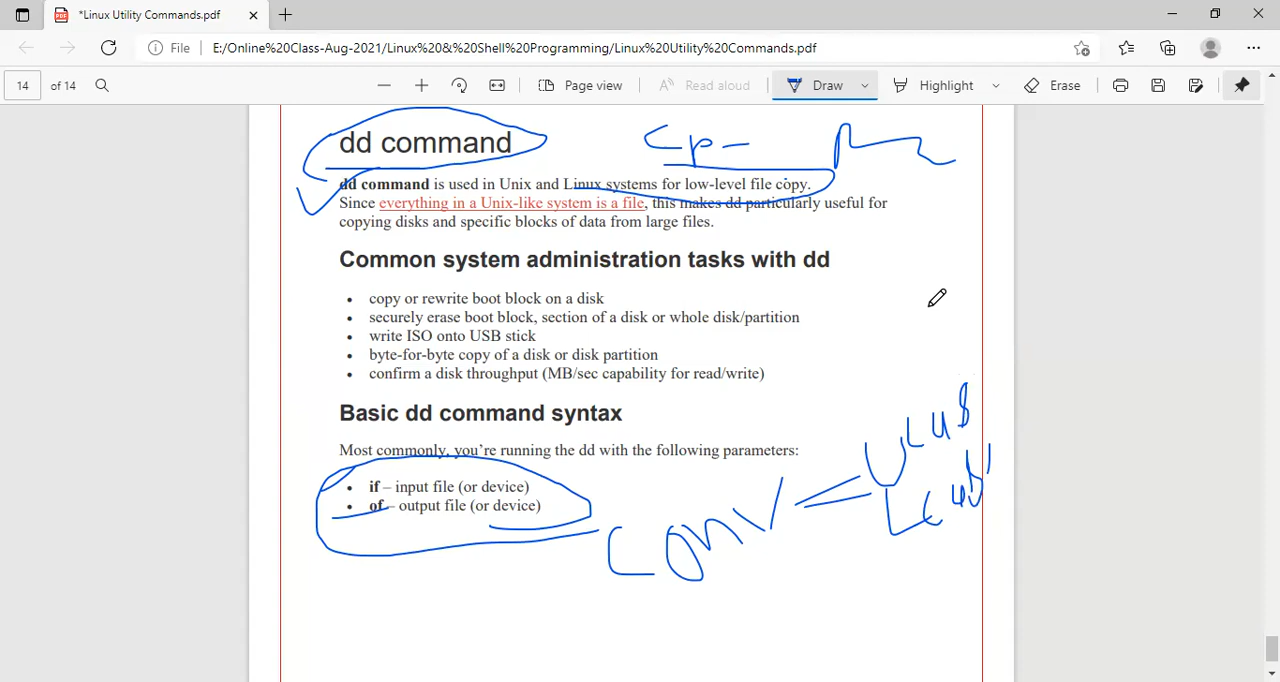 *Linux Utility Commands.pdf
File E:/Online%20Class-Aug-2021/Linux%20&%20Shell%20Programming/Linux%20Utility%20Commands.pdf
14 of 14 Page view Read aloud Draw Highlight Erase
dd command
cp -
dd command is used in Unix and Linux systems for low-level file copy.
Since everything in a Unix-like system is a file, this makes dd particularly useful for
copying disks and specific blocks of data from large files.
Common system administration tasks with dd
• copy or rewrite boot block on a disk
• securely erase boot block, section of a disk or whole disk/partition
• write ISO onto USB stick
• byte-for-byte copy of a disk or disk partition
• confirm a disk throughput (MB/sec capability for read/write)
Basic dd command syntax
Most commonly, you’re running the dd with the following parameters:
• if – input file (or device)
• of – output file (or device)
conv